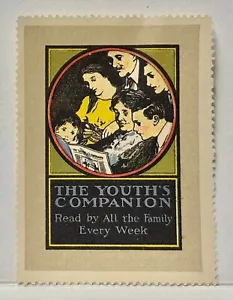 THE YOUTH'S
COMPANION
Read by All the Family
Every Week